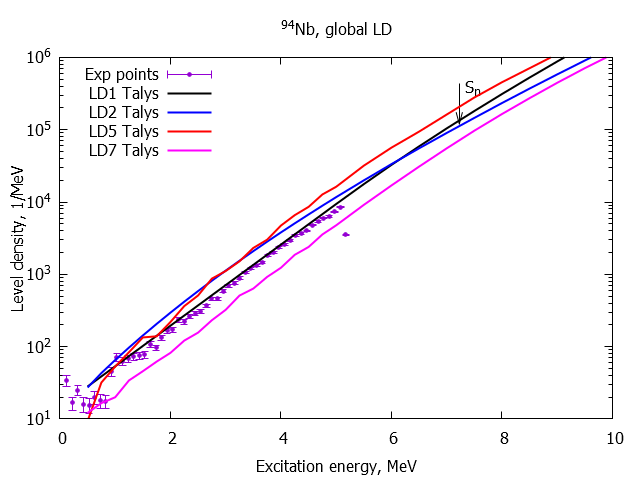 ⁹⁴Nb, global LD
Exp points
LD1 Talys
LD2 Talys
LD5 Talys
LD7 Talys
Sₙ
Level density, 1/MeV
10⁶
10⁵
10⁴
10³
10²
10¹
0 2 4 6 8 10
Excitation energy, MeV